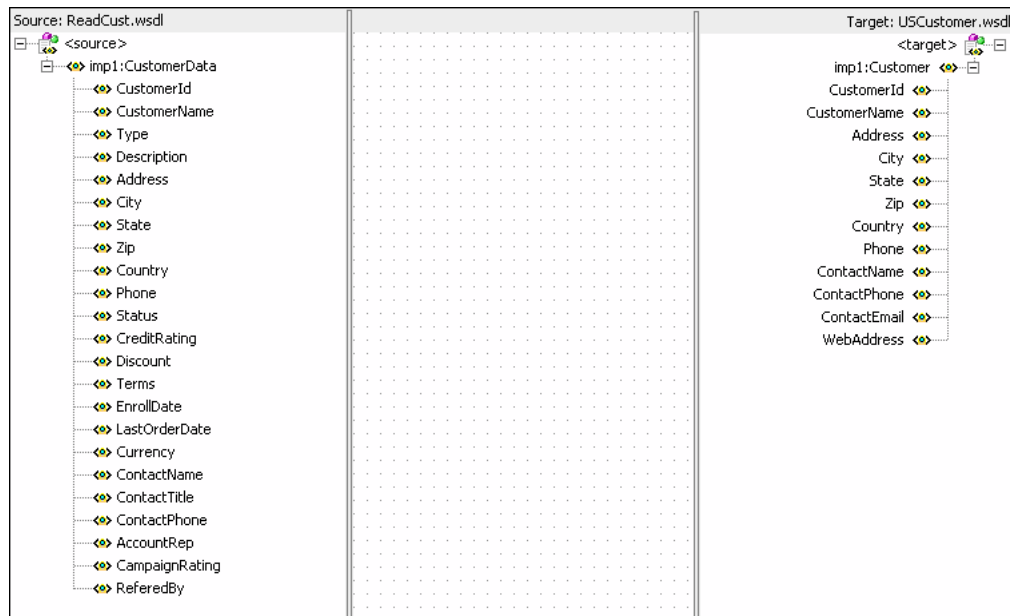 Source: ReadCust.wsdl
Target: USCustomer.wsdl
<source>
imp1:CustomerData
CustomerId
CustomerName
Type
Description
Address
City
State
Zip
Country
Phone
Status
CreditRating
Discount
Terms
EnrollDate
LastOrderDate
Currency
ContactName
ContactTitle
ContactPhone
AccountRep
CampaignRating
ReferedBy
<target>
imp1:Customer
CustomerId
CustomerName
Address
City
State
Zip
Country
Phone
ContactName
ContactPhone
ContactEmail
WebAddress